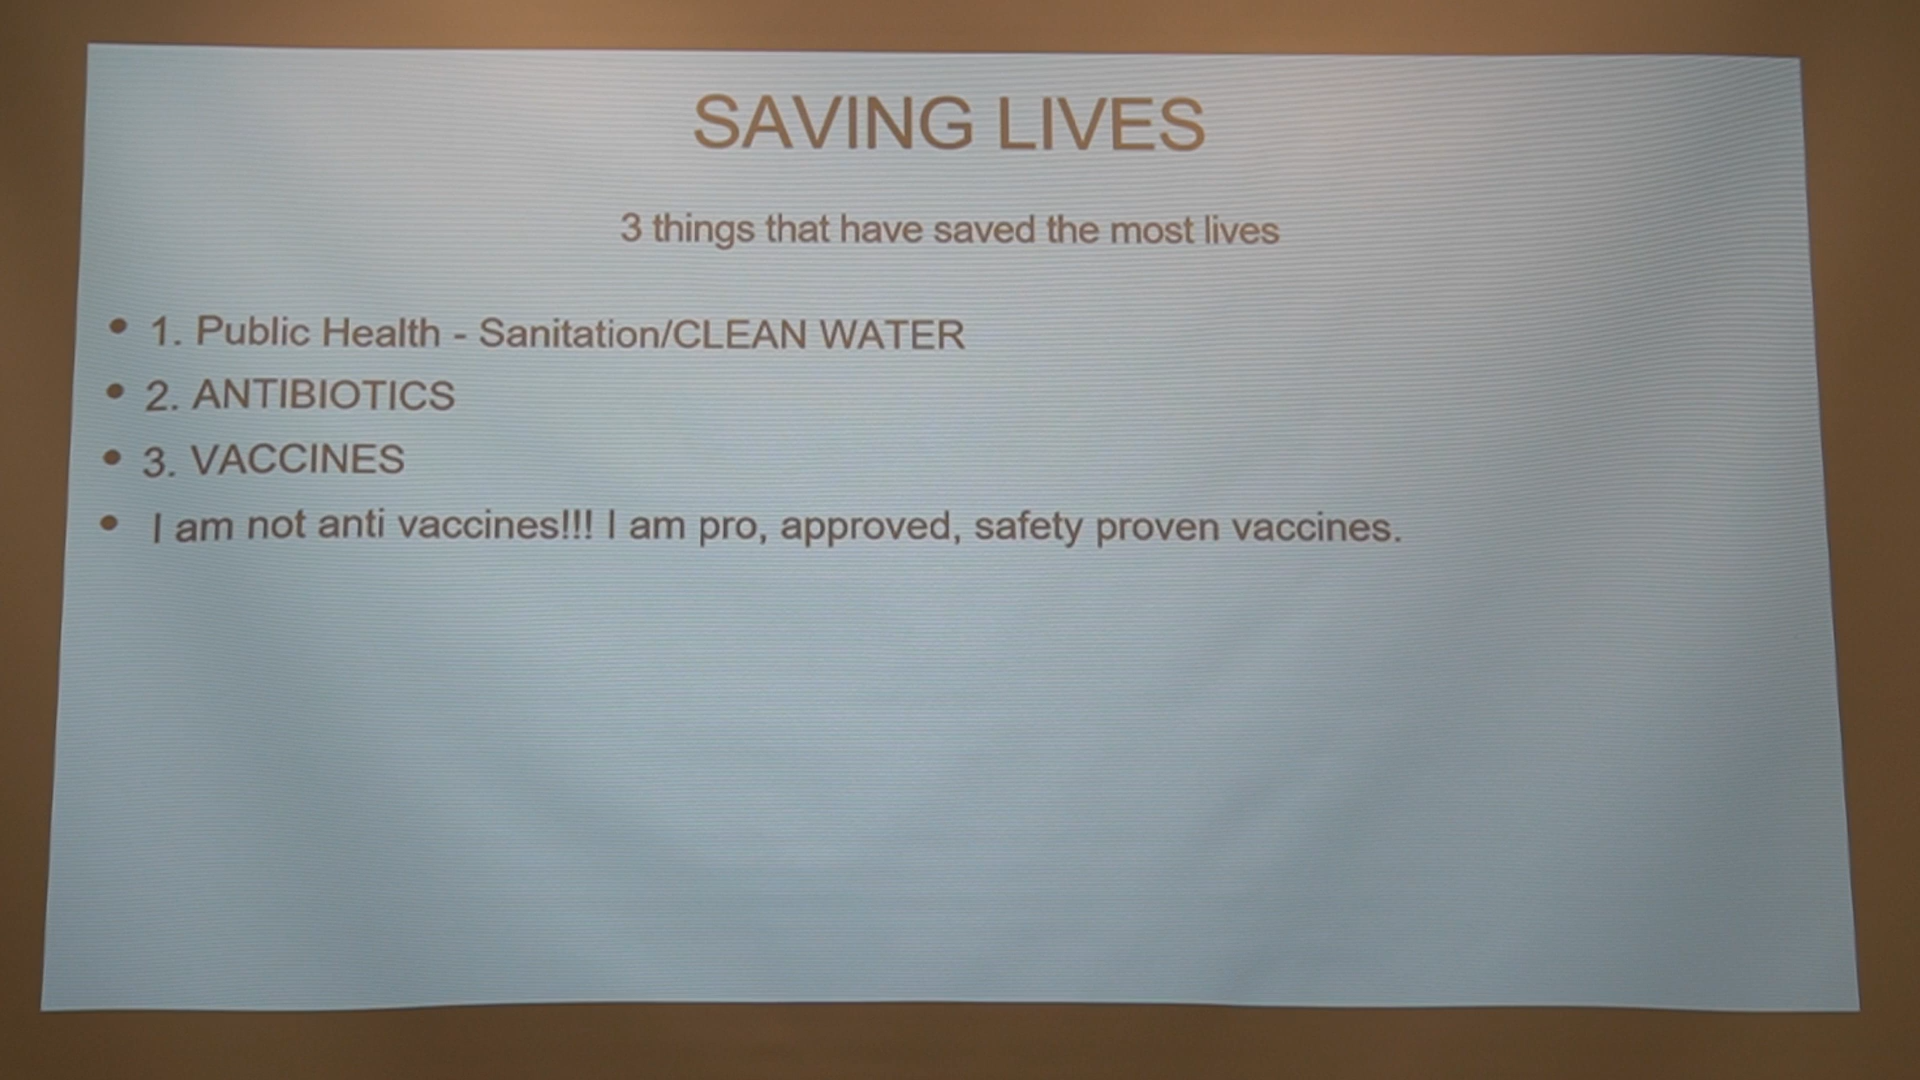 SAVING LIVES
3 things that have saved the most lives
• 1. Public Health - Sanitation/CLEAN WATER
• 2. ANTIBIOTICS
• 3. VACCINES
• I am not anti vaccines!!! I am pro, approved, safety proven vaccines.